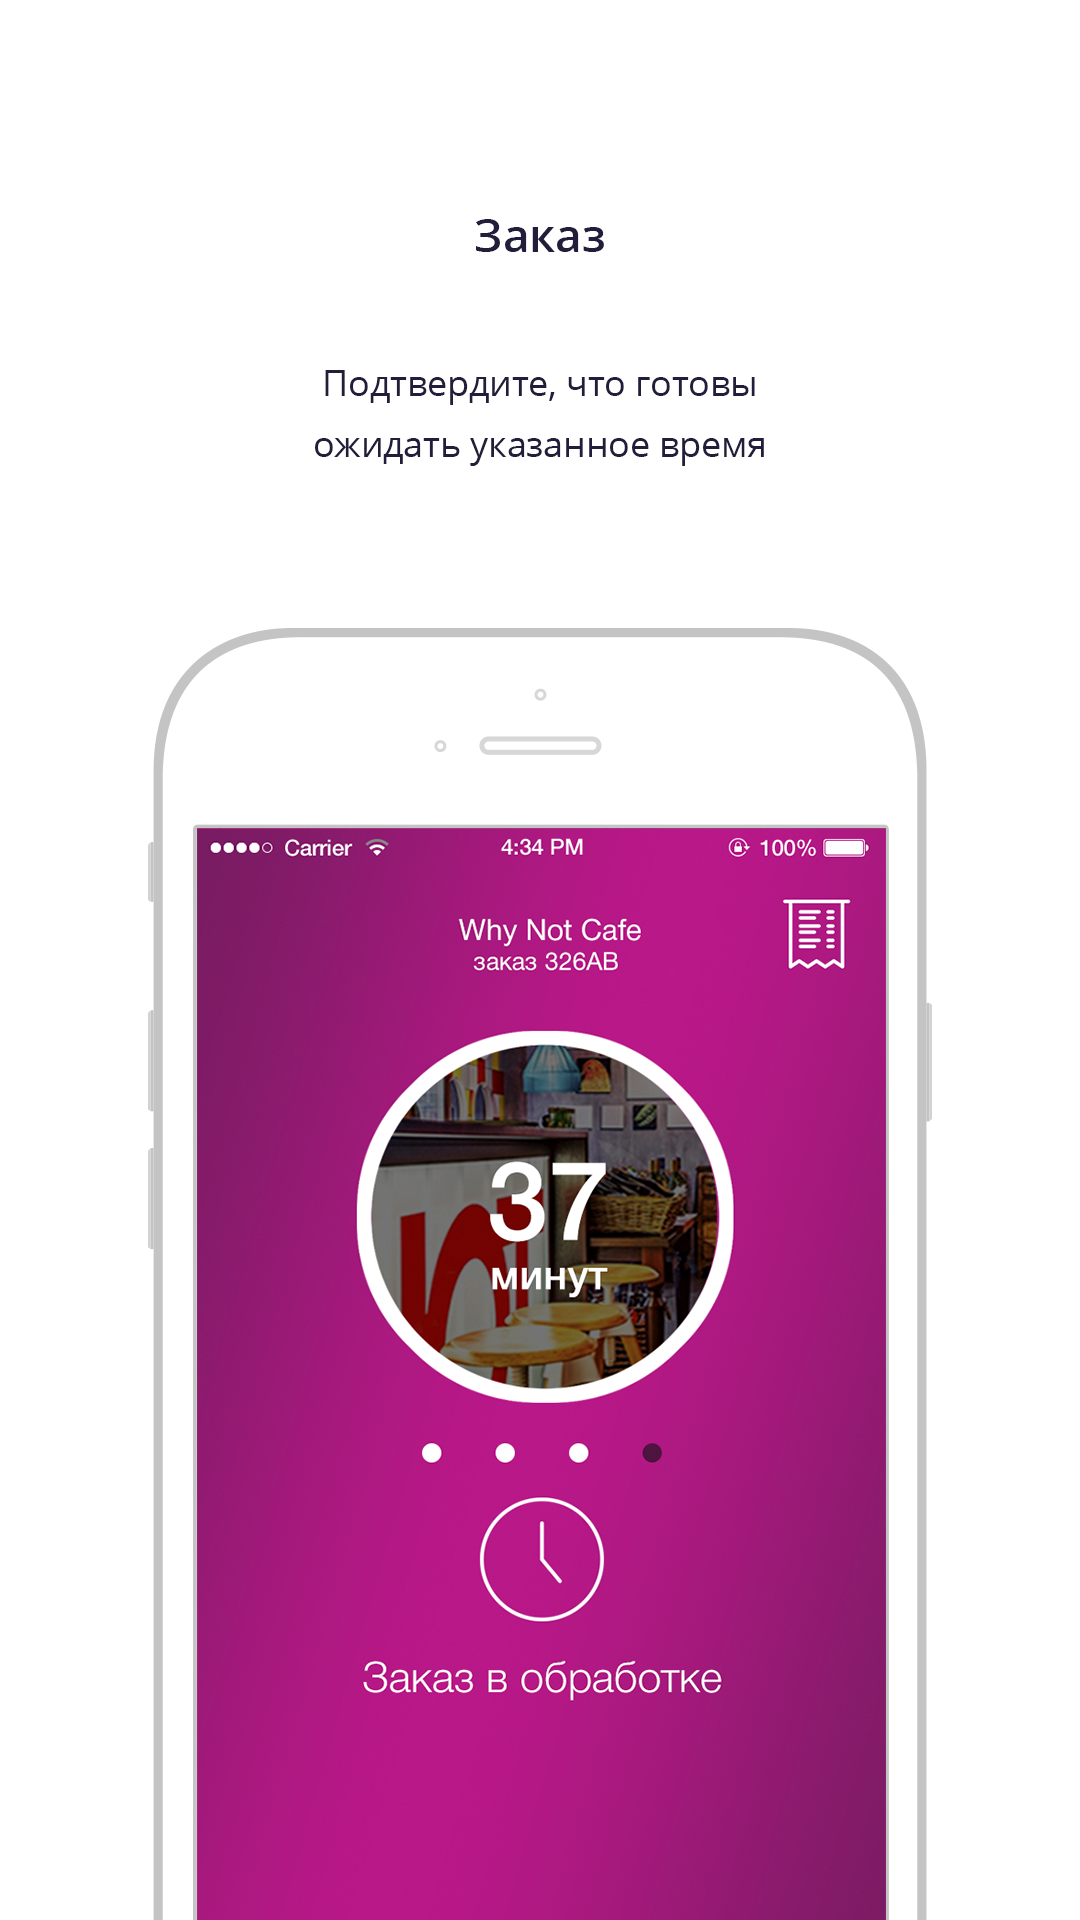 Заказ
Подтвердите, что готовы
ожидать указанное время
Carrier 4:34 PM 100%
Why Not Cafe
заказ 326AB
37
минут
Заказ в обработке